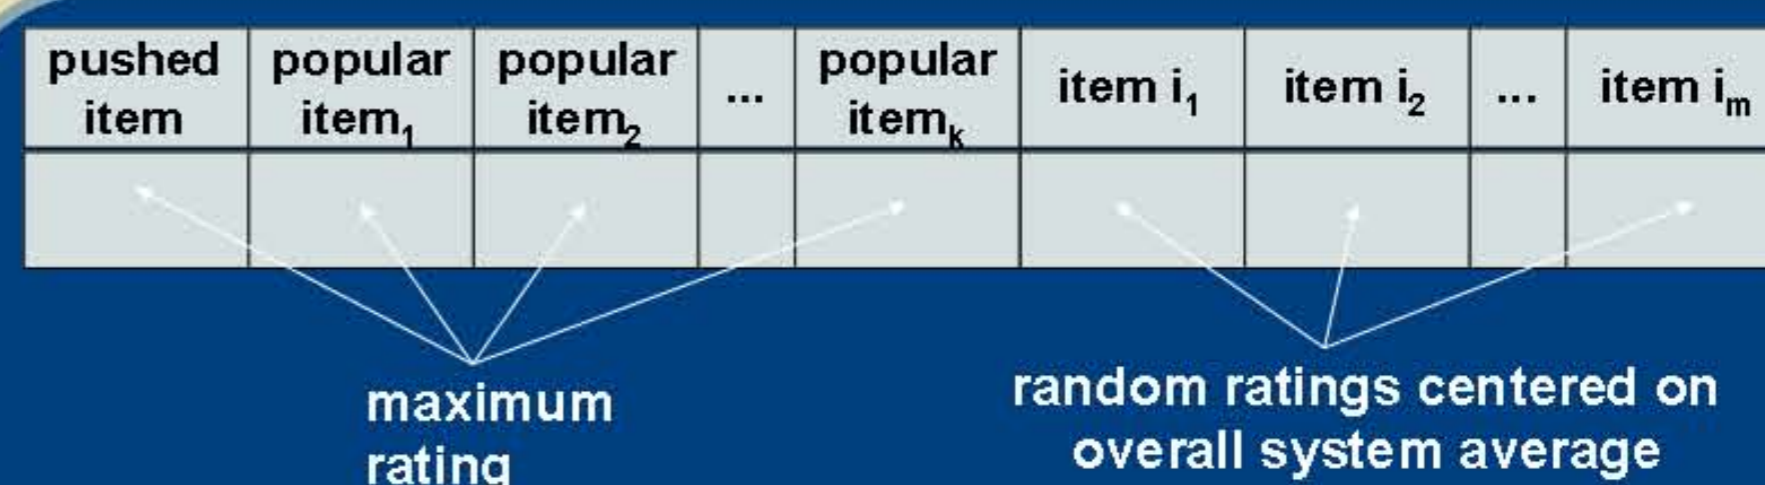 pushed item
popular item₁
popular item₂
...
popular itemₖ
item i₁
item i₂
...
item iₘ
maximum
rating
random ratings centered on
overall system average